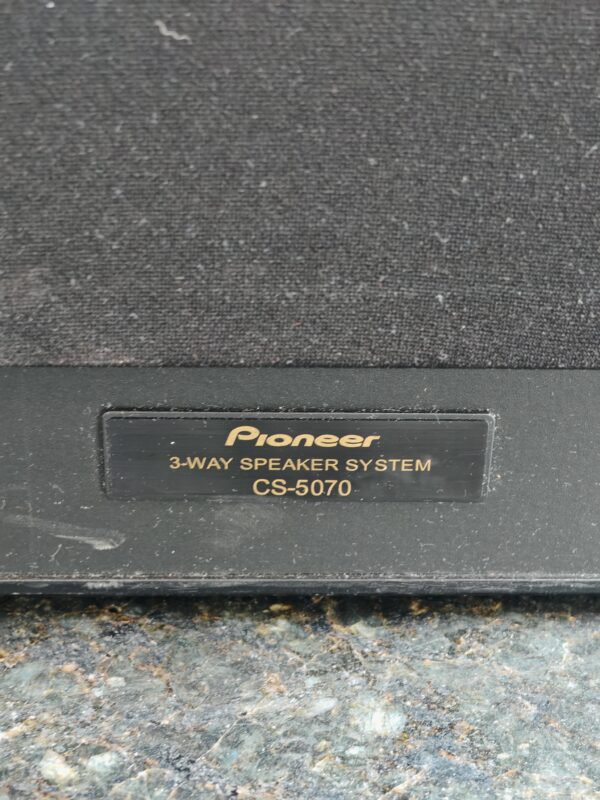 Pioneer
3-WAY SPEAKER SYSTEM
CS-5070